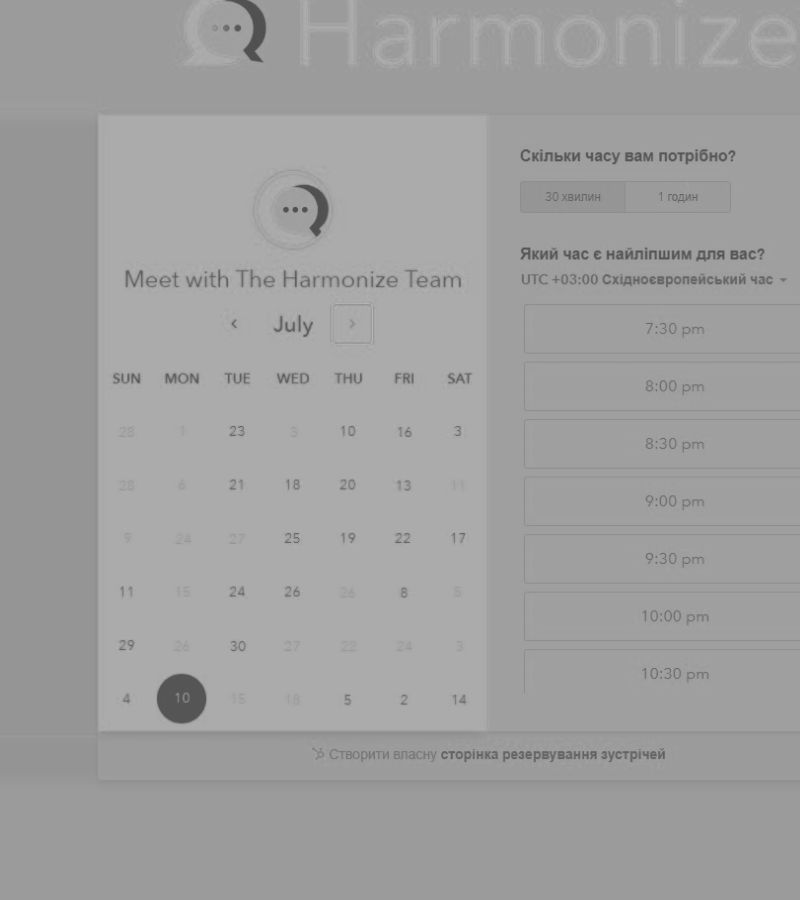 Harmonize
Meet with The Harmonize Team
July
SUN MON TUE WED THU FRI SAT
28 1 23 3 10 16 3
28 6 21 18 20 13 11
9 24 27 25 19 22 17
11 15 24 26 26 8 5
29 26 30 27 22 24 3
4 10 15 18 5 2 14
Скільки часу вам потрібно?
30 хвилин 1 годин
Який час є найліпшим для вас?
UTC +03:00 Східноєвропейський час
7:30 pm
8:00 pm
8:30 pm
9:00 pm
9:30 pm
10:00 pm
10:30 pm
Створити власну сторінка резервування зустрічей